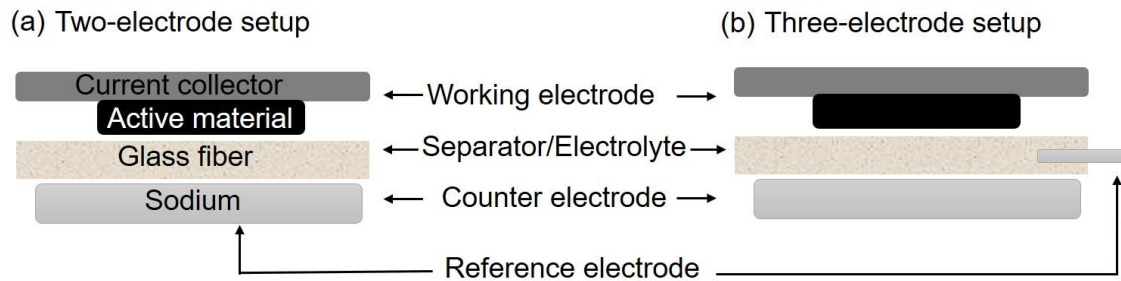 (a) Two-electrode setup
(b) Three-electrode setup
Current collector
Working electrode
Active material
Glass fiber
Separator/Electrolyte
Sodium
Counter electrode
Reference electrode